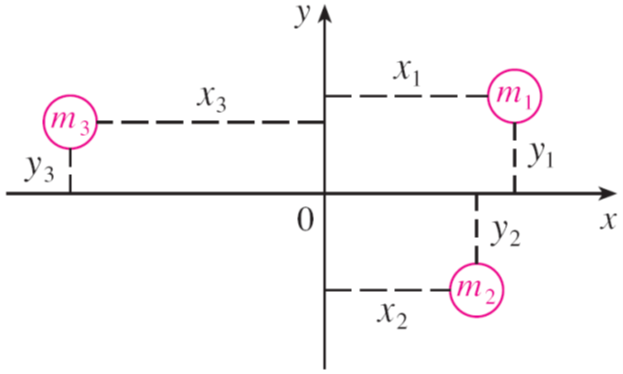 y
x₁
m₁
x₃
m₃
y₁
y₃
0
x
y₂
m₂
x₂